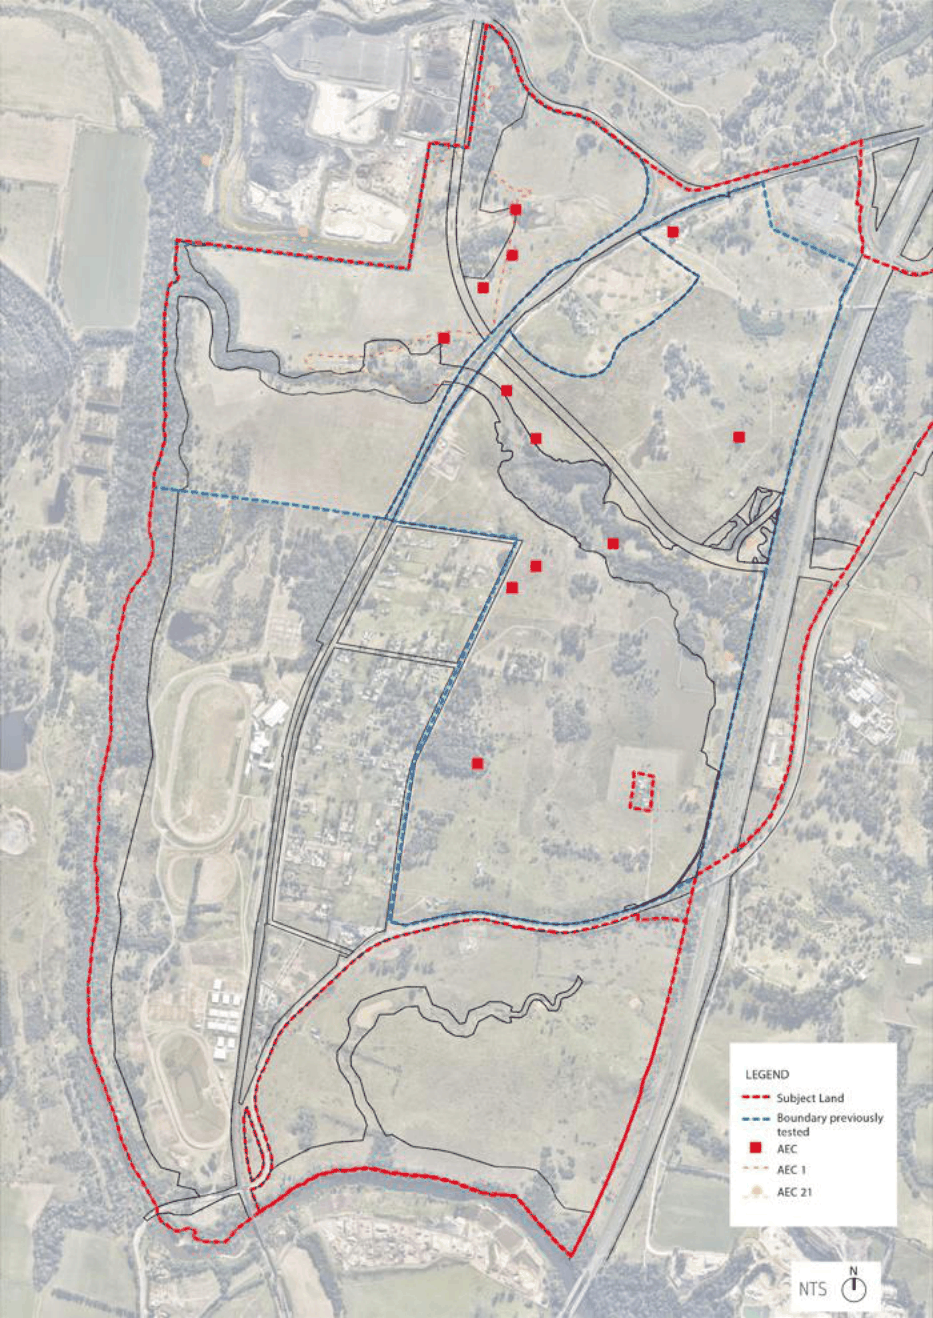 LEGEND
Subject Land
Boundary previously
tested
AEC
AEC 1
AEC 21
N
NTS